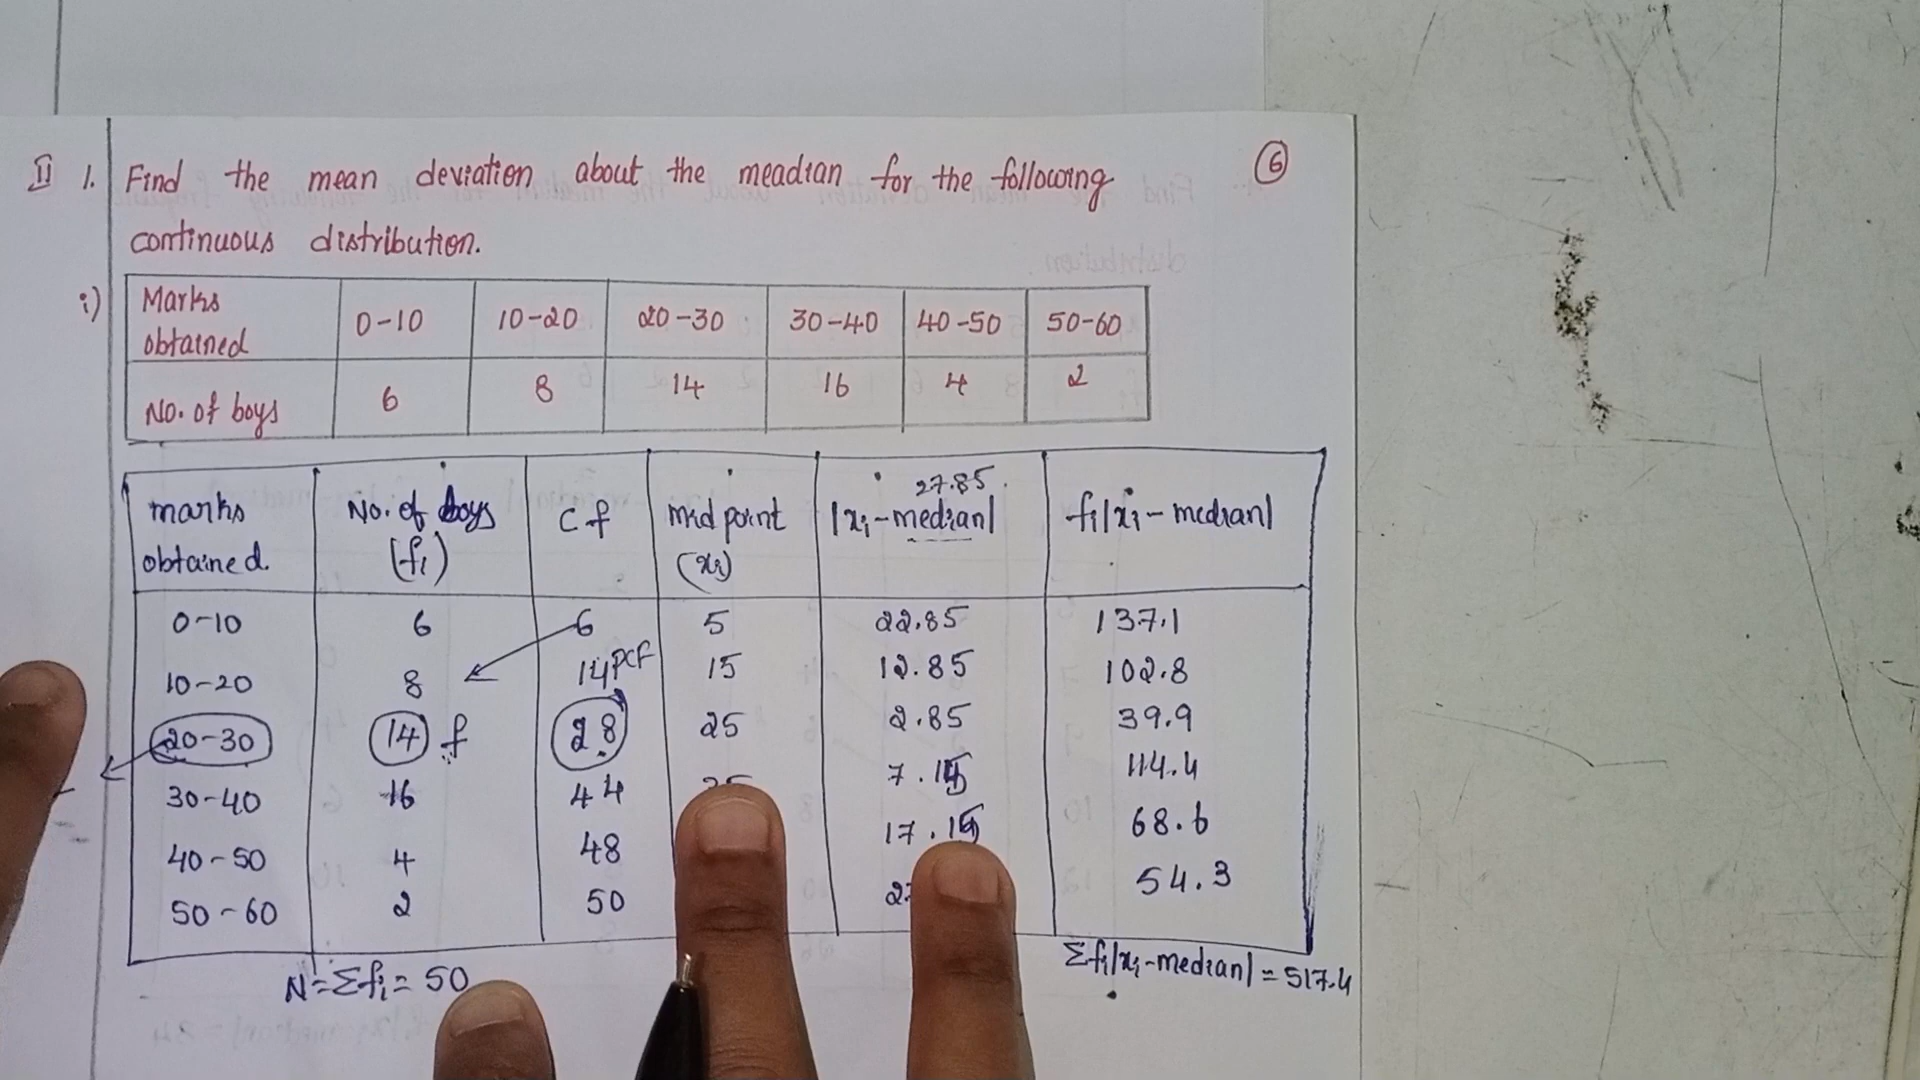 II 1. Find the mean deviation about the meadian for the following
6
continuous distribution.
i) Marks obtained 0-10 10-20 20-30 30-40 40-50 50-60
No. of boys 6 8 14 16 4 2
27.85
marks obtained. No. of boys (fi) cf mid point (xi) |xi-median| fi|xi-median|
0-10 6 6 5 22.85 137.1
10-20 8 14 PCF 15 12.85 102.8
20-30 14 f 28 25 2.85 39.9
30-40 16 44 7.15 114.4
40-50 4 48 17.15 68.6
50-60 2 50 54.3
N=Σfi=50
Σfi|xi-median|=517.4